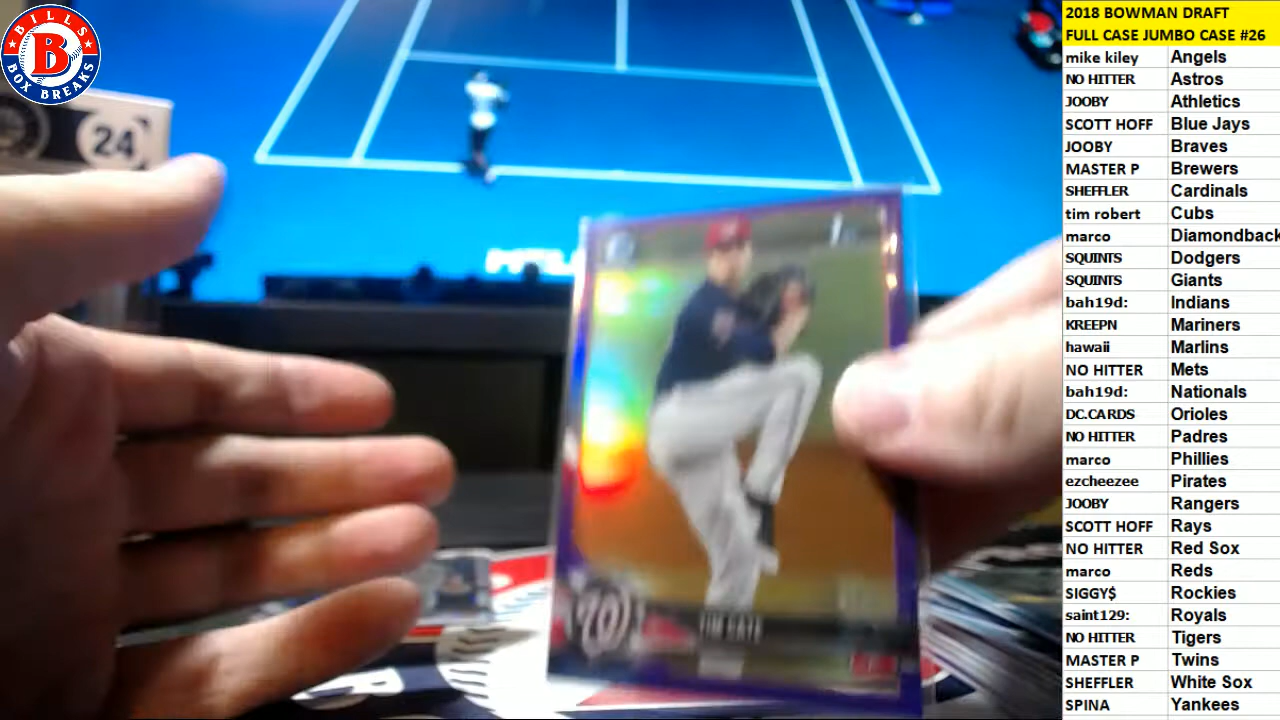 BILLS
B
BOX BREAKS
24
W
TIM CATE
2018 BOWMAN DRAFT
FULL CASE JUMBO CASE #26
mike kiley Angels
NO HITTER Astros
JOOBY Athletics
SCOTT HOFF Blue Jays
JOOBY Braves
MASTER P Brewers
SHEFFLER Cardinals
tim robert Cubs
marco Diamondback
SQUINTS Dodgers
SQUINTS Giants
bah19d: Indians
KREEPN Mariners
hawaii Marlins
NO HITTER Mets
bah19d: Nationals
DC.CARDS Orioles
NO HITTER Padres
marco Phillies
ezcheezee Pirates
JOOBY Rangers
SCOTT HOFF Rays
NO HITTER Red Sox
marco Reds
SIGGY$ Rockies
saint129: Royals
NO HITTER Tigers
MASTER P Twins
SHEFFLER White Sox
SPINA Yankees